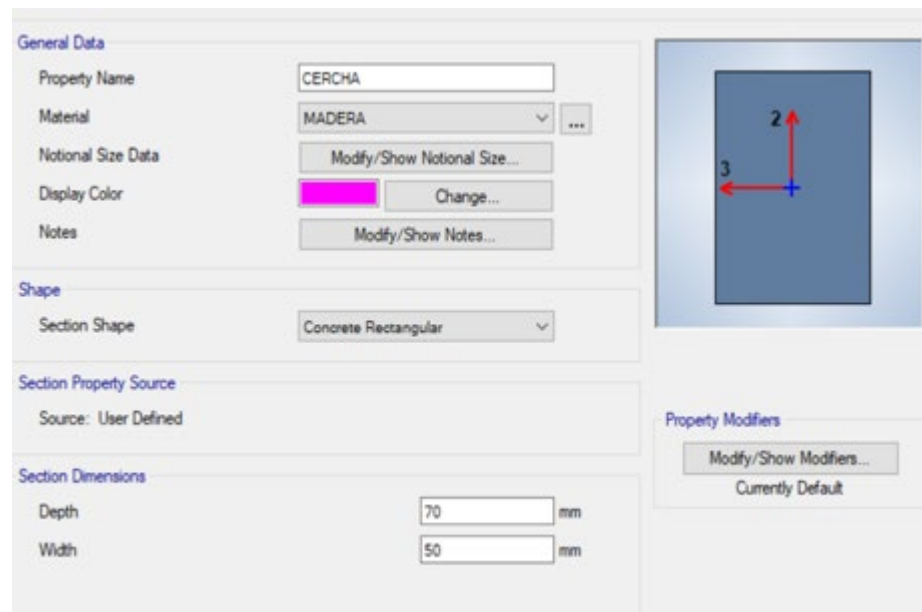 General Data
Property Name CERCHA
Material MADERA ...
Notional Size Data Modify/Show Notional Size...
Display Color Change...
Notes Modify/Show Notes...
2
3
Shape
Section Shape Concrete Rectangular
Section Property Source
Source: User Defined
Property Modifiers
Modify/Show Modifiers...
Currently Default
Section Dimensions
Depth 70 mm
Width 50 mm